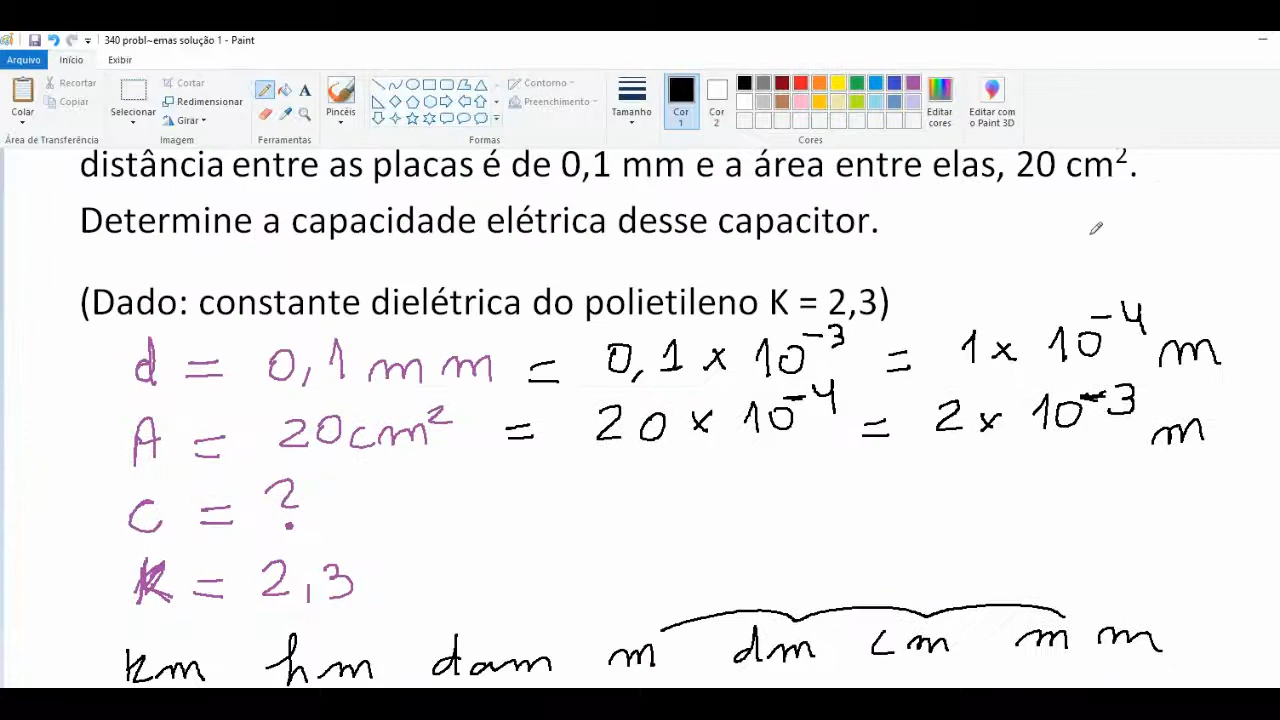 340 probl~emas solução 1 - Paint
Arquivo Início Exibir
Colar Recortar Copiar Selecionar Cortar Redimensionar Girar Pincéis Contorno Preenchimento Tamanho Cor 1 Cor 2 Editar cores Editar com o Paint 3D
Área de Transferência Imagem Ferramentas Formas Cores
distância entre as placas é de 0,1 mm e a área entre elas, 20 cm².
Determine a capacidade elétrica desse capacitor.
(Dado: constante dielétrica do polietileno K = 2,3)
d = 0,1 mm = 0,1 x 10⁻³ = 1 x 10⁻⁴ m
A = 20cm² = 20 x 10⁻⁴ = 2 x 10⁻³ m
C = ?
K = 2,3
km hm dam m dm cm mm